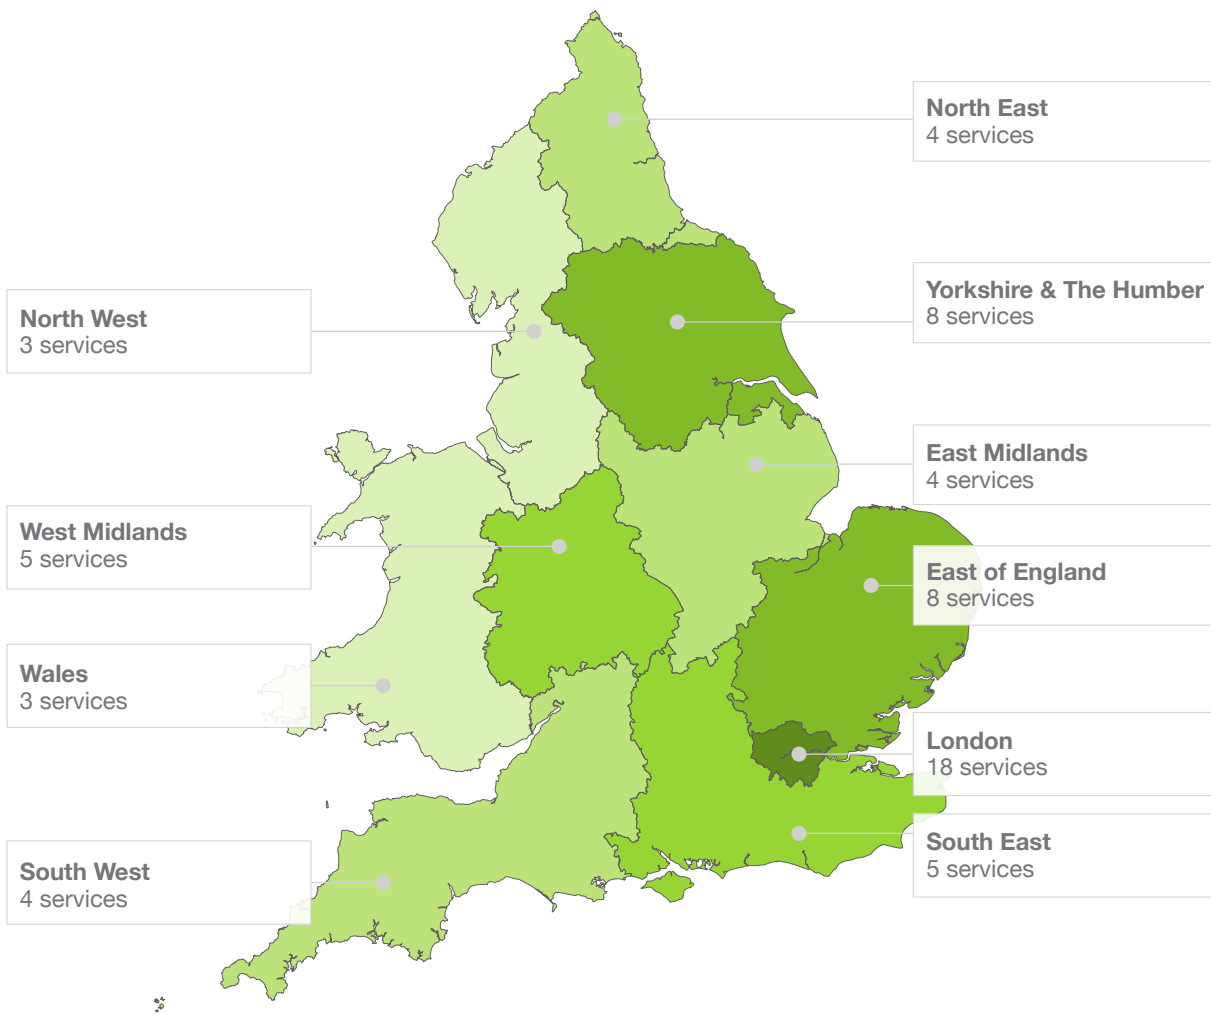 North East
4 services
Yorkshire & The Humber
8 services
North West
3 services
East Midlands
4 services
West Midlands
5 services
East of England
8 services
Wales
3 services
London
18 services
South East
5 services
South West
4 services